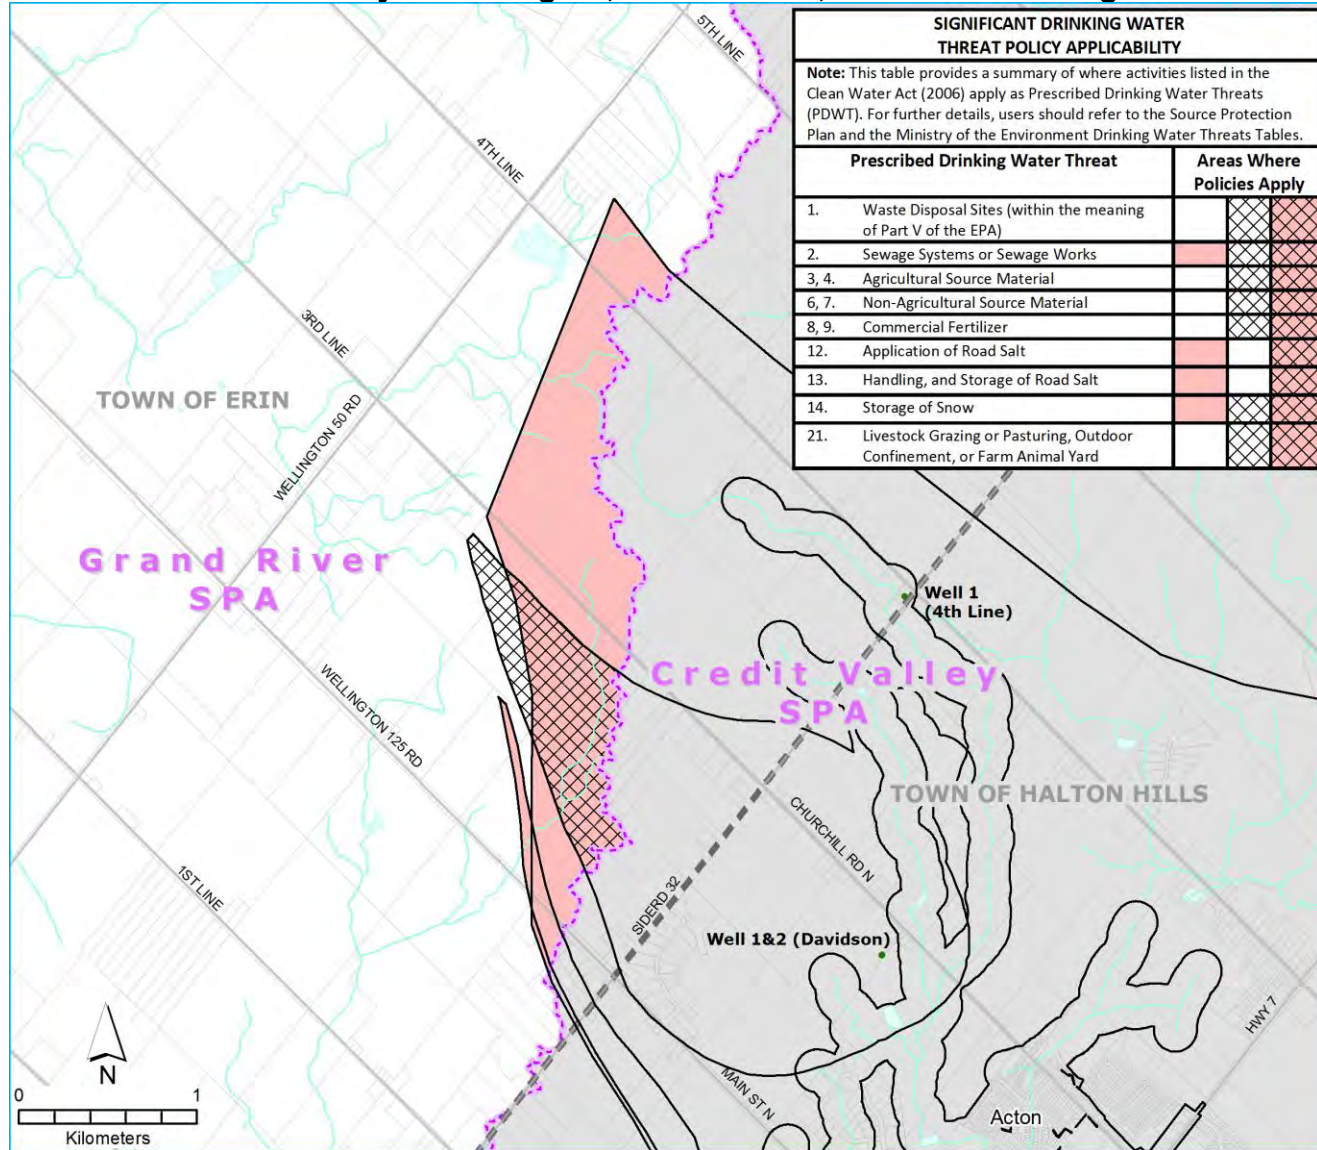 SIGNIFICANT DRINKING WATER
THREAT POLICY APPLICABILITY
Note: This table provides a summary of where activities listed in the
Clean Water Act (2006) apply as Prescribed Drinking Water Threats
(PDWT). For further details, users should refer to the Source Protection
Plan and the Ministry of the Environment Drinking Water Threats Tables.
Prescribed Drinking Water Threat
Areas Where
Policies Apply
1. Waste Disposal Sites (within the meaning
of Part V of the EPA)
2. Sewage Systems or Sewage Works
3, 4. Agricultural Source Material
6, 7. Non-Agricultural Source Material
8, 9. Commercial Fertilizer
12. Application of Road Salt
13. Handling, and Storage of Road Salt
14. Storage of Snow
21. Livestock Grazing or Pasturing, Outdoor
Confinement, or Farm Animal Yard
5TH LINE
4TH LINE
3RD LINE
TOWN OF ERIN
WELLINGTON 50 RD
Grand River
SPA
Well 1
(4th Line)
Credit Valley
SPA
WELLINGTON 125 RD
TOWN OF HALTON HILLS
CHURCHILL RD N
1ST LINE
SIDERD 32
Well 1&2 (Davidson)
HWY 7
MAIN ST N
Acton
N
0 1
Kilometers